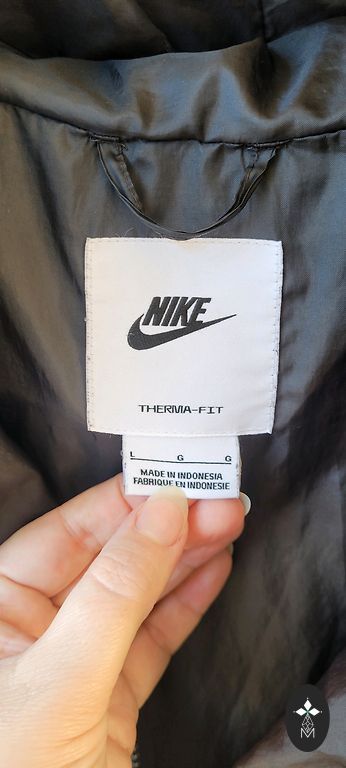 NIKE
THERMA-FIT
L G G
MADE IN INDONESIA
FABRIQUE EN INDONESIE
M